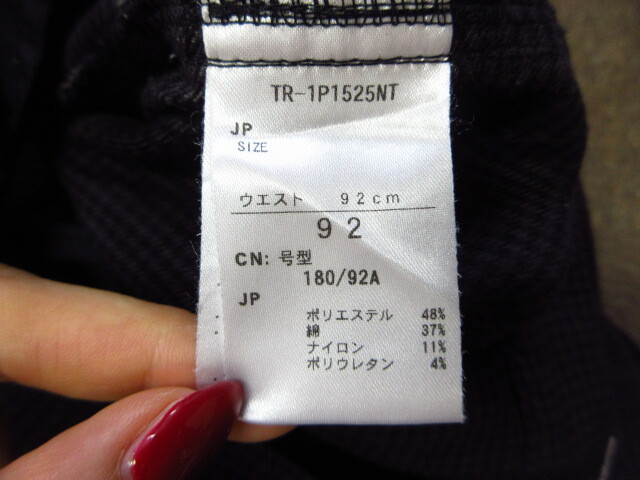 TR-1P1525NT
JP
SIZE
ウエスト 92cm
92
CN: 号型
180/92A
JP
ポリエステル 48%
綿 37%
ナイロン 11%
ポリウレタン 4%